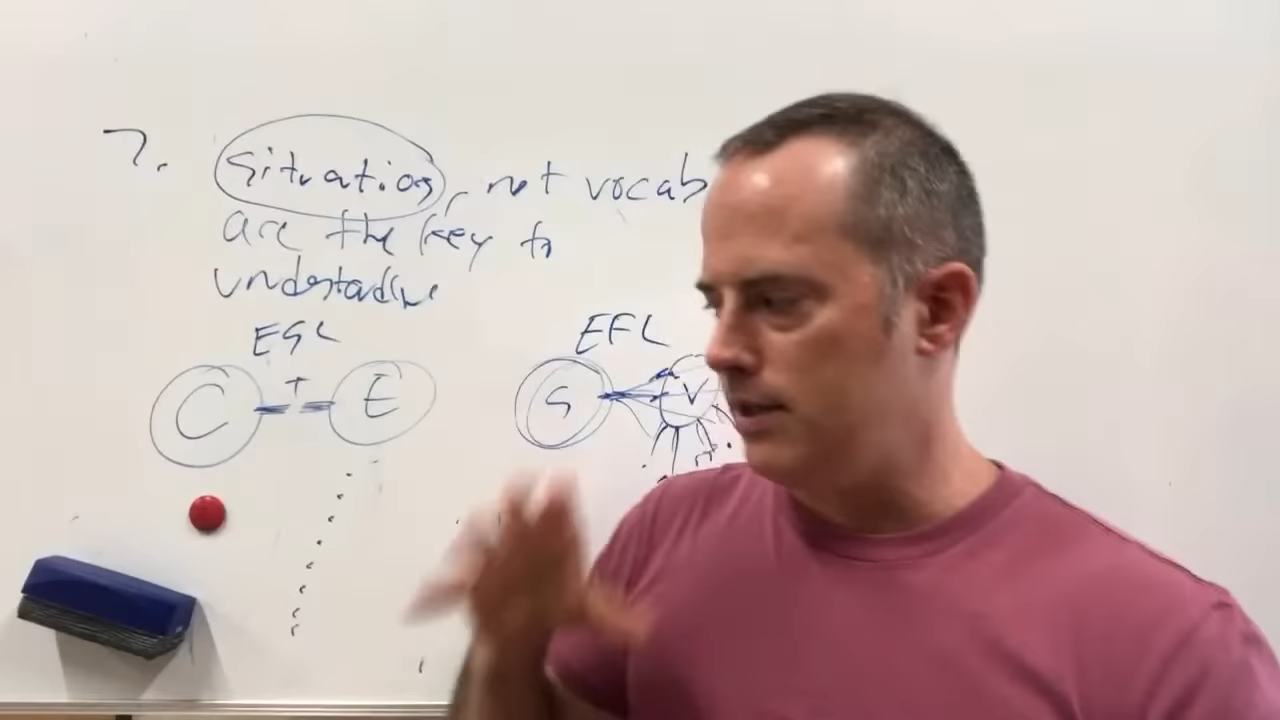 7. Situations, not vocab
are the key to
understanding
ESL
EFL
C T E
S V